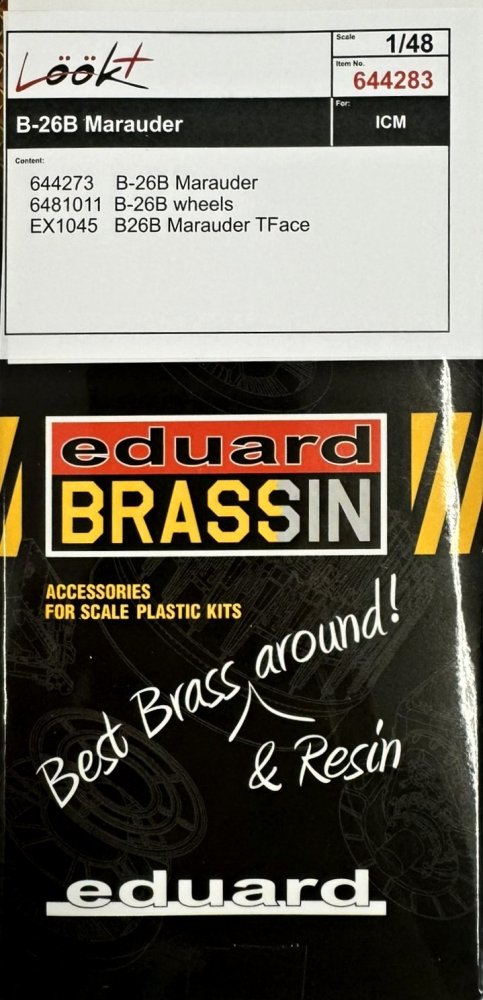 Löök+
Scale
1/48
Item No.
644283
B-26B Marauder
For:
ICM
Content:
644273 B-26B Marauder
6481011 B-26B wheels
EX1045 B26B Marauder TFace
eduard
BRASSIN
ACCESSORIES
FOR SCALE PLASTIC KITS
Best Brass around!
& Resin
eduard